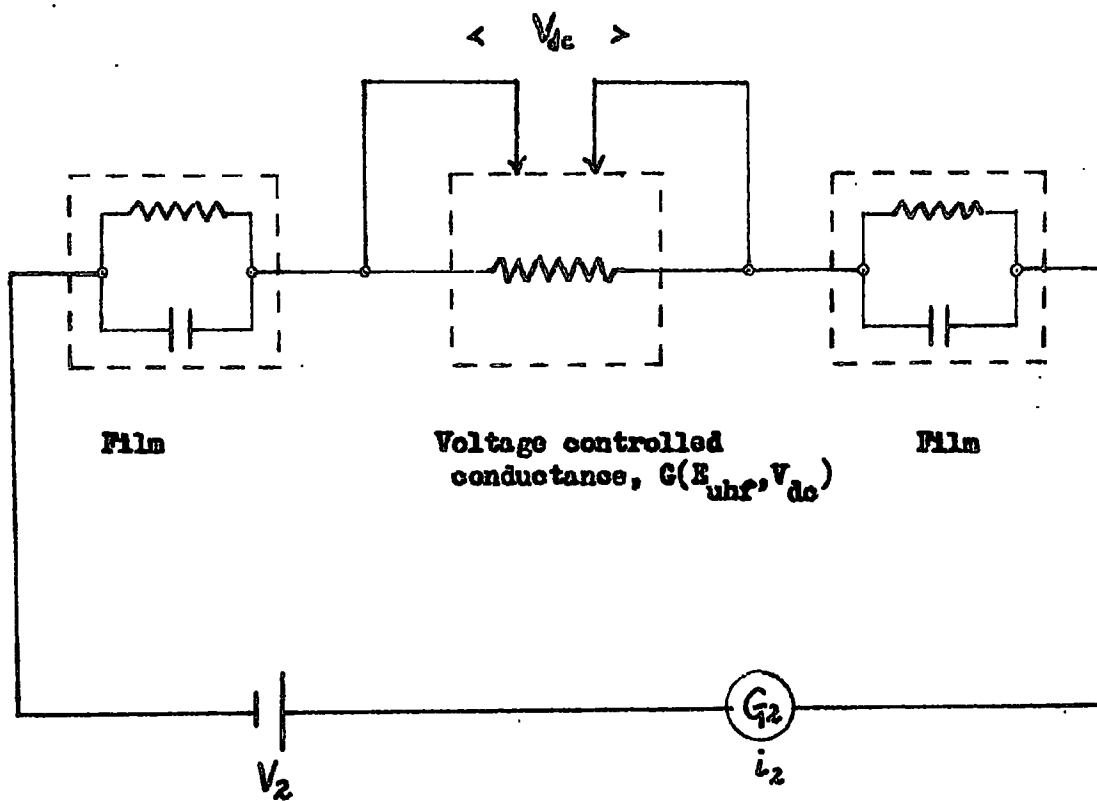 < V_dc >
Film
Voltage controlled
conductance, G(E_uhf, V_dc)
Film
V_2
G_2
i_2